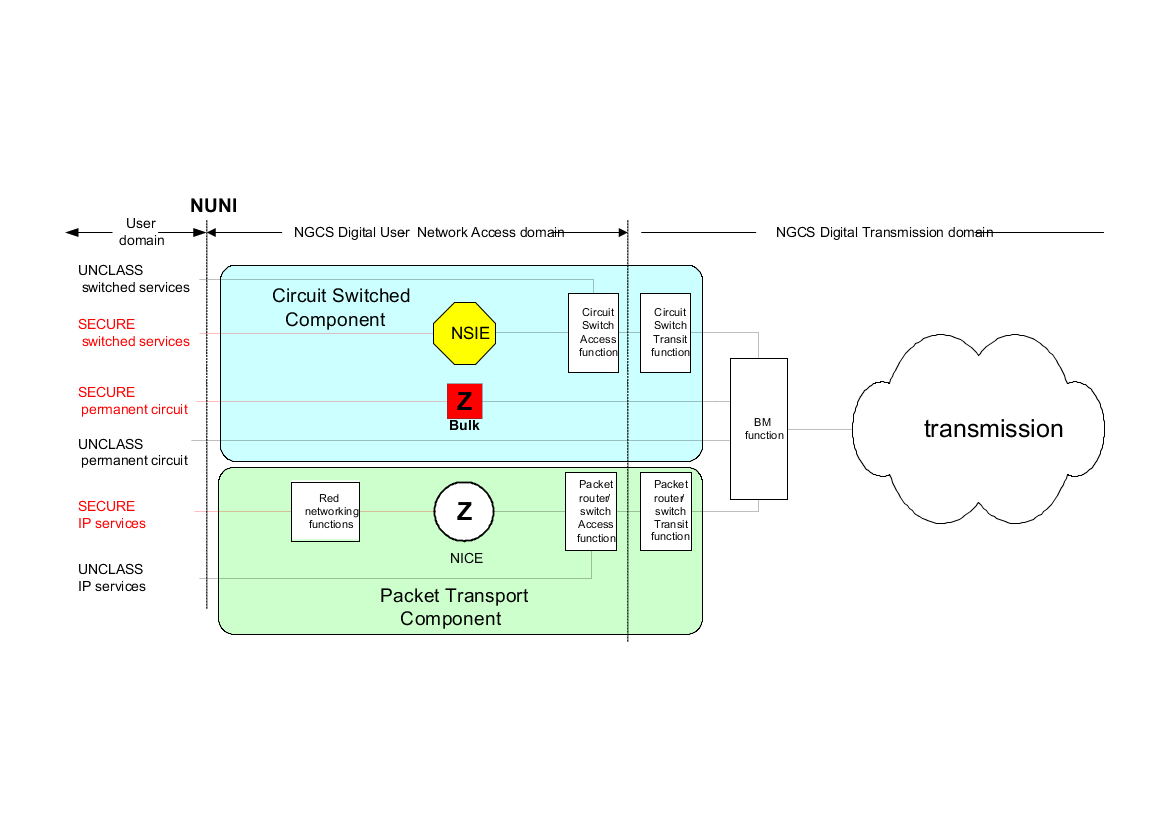 NUNI
User
domain
NGCS Digital User Network Access domain
NGCS Digital Transmission domain
UNCLASS
switched services
SECURE
switched services
SECURE
permanent circuit
UNCLASS
permanent circuit
SECURE
IP services
UNCLASS
IP services
Circuit Switched
Component
NSIE
Z
Bulk
Circuit
Switch
Access
function
Circuit
Switch
Transit
function
BM
function
transmission
Red
networking
functions
Z
NICE
Packet
router/
switch
Access
function
Packet
router/
switch
Transit
function
Packet Transport
Component